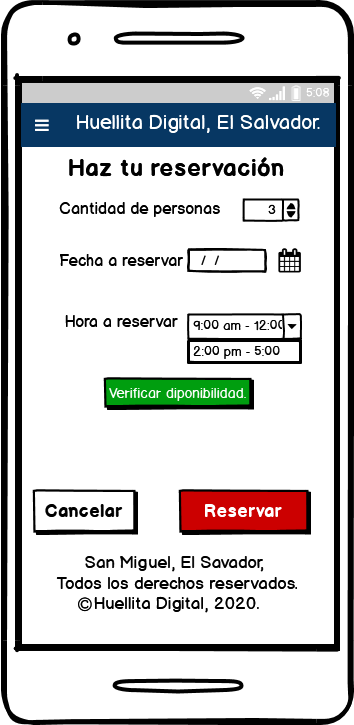 5:08
Huellita Digital, El Salvador.
Haz tu reservación
Cantidad de personas 3
Fecha a reservar / /
Hora a reservar 9:00 am - 12:00
2:00 pm - 5:00
Verificar diponibilidad.
Cancelar Reservar
San Miguel, El Savador,
Todos los derechos reservados.
©Huellita Digital, 2020.